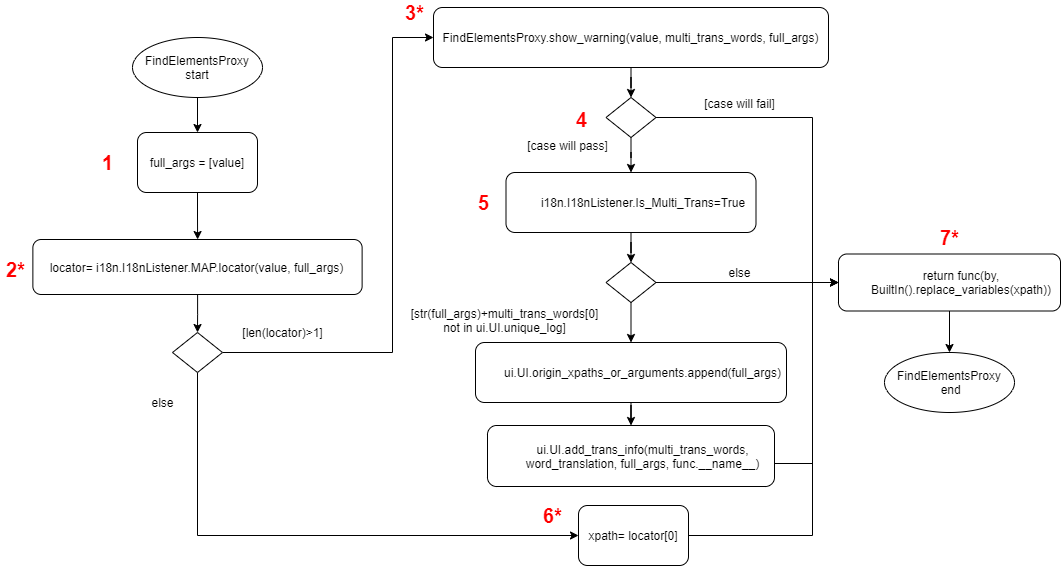 FindElementsProxy
start
1
full_args = [value]
2*
locator= i18n.I18nListener.MAP.locator(value, full_args)
[len(locator)>1]
else
3*
FindElementsProxy.show_warning(value, multi_trans_words, full_args)
4
[case will fail]
[case will pass]
5
i18n.I18nListener.Is_Multi_Trans=True
else
[str(full_args)+multi_trans_words[0]
not in ui.UI.unique_log]
ui.UI.origin_xpaths_or_arguments.append(full_args)
ui.UI.add_trans_info(multi_trans_words,
word_translation, full_args, func.__name__)
6*
xpath= locator[0]
7*
return func(by,
BuiltIn().replace_variables(xpath))
FindElementsProxy
end